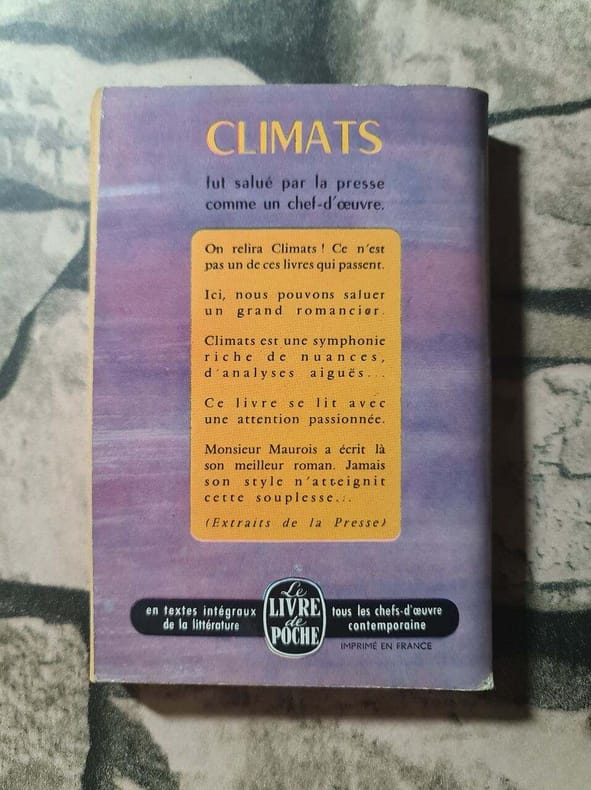 CLIMATS
fut salué par la presse
comme un chef-d'œuvre.
On relira Climats ! Ce n'est
pas un de ces livres qui passent.
Ici, nous pouvons saluer
un grand romancier.
Climats est une symphonie
riche de nuances,
d'analyses aiguës...
Ce livre se lit avec
une attention passionnée.
Monsieur Maurois a écrit là
son meilleur roman. Jamais
son style n'atteignit
cette souplesse...
(Extraits de la Presse)
en textes intégraux
de la littérature
Le
LIVRE
de
POCHE
tous les chefs-d'œuvre
contemporaine
IMPRIMÉ EN FRANCE